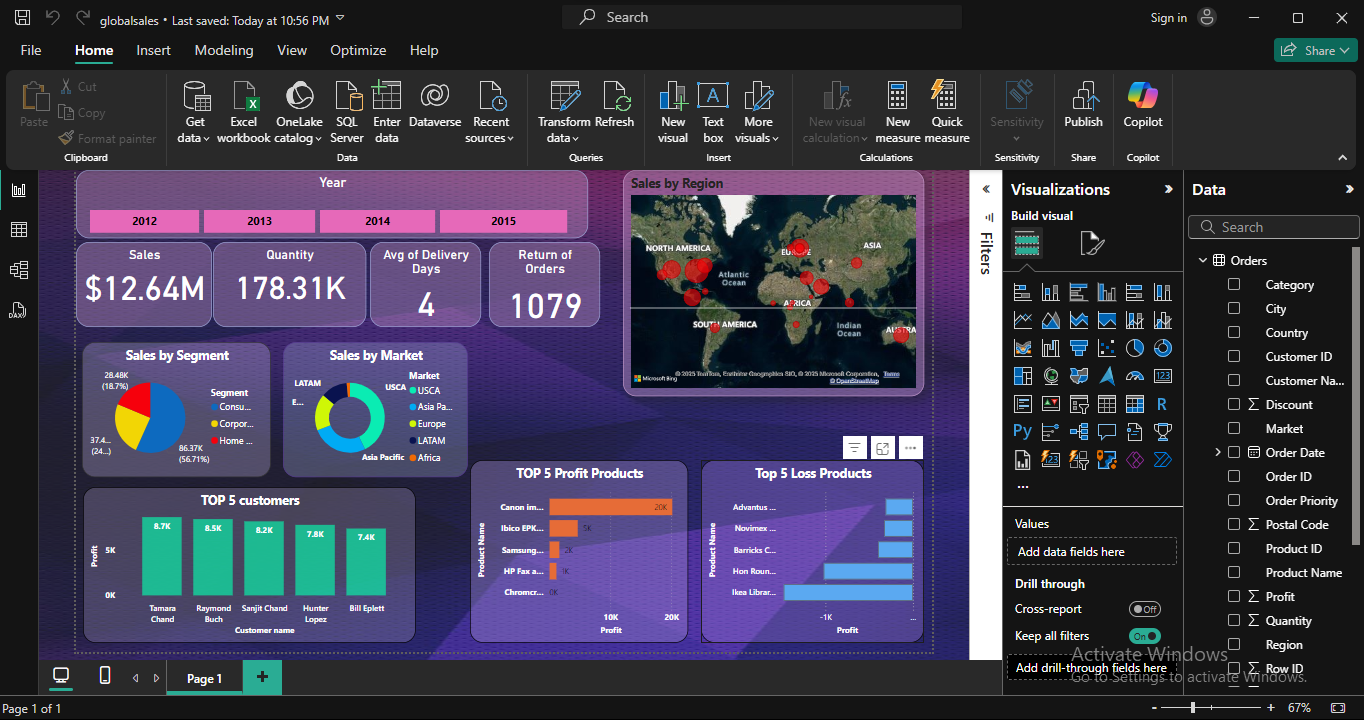 globalsales • Last saved: Today at 10:56 PM
Search
Sign in
File Home Insert Modeling View Optimize Help
Share
Paste
Cut
Copy
Format painter
Clipboard
Get data
Excel workbook
OneLake catalog
SQL Server
Enter data
Dataverse
Recent sources
Data
Transform data
Refresh
Queries
New visual
Text box
More visuals
Insert
New visual calculation
New measure
Quick measure
Calculations
Sensitivity
Sensitivity
Publish
Share
Copilot
Copilot
Year
2012 2013 2014 2015
Sales
$12.64M
Quantity
178.31K
Avg of Delivery
Days
4
Return of
Orders
1079
Sales by Region
NORTH AMERICA
EUROPE
ASIA
Atlantic
Ocean
AFRICA
SOUTH AMERICA
Indian
Ocean
AUSTRA
Microsoft Bing
© 2025 TomTom, Earthstar Geographics SIO, © 2025 Microsoft Corporation, Terms
© OpenStreetMap
Sales by Segment
28.48K
(18.7%)
37.4...
(24...)
86.37K
(56.71%)
Segment
Consu...
Corpor...
Home ...
Sales by Market
LATAM
E...
USCA
Asia Pacific
Market
USCA
Asia Pa...
Europe
LATAM
Africa
TOP 5 customers
Profit
5K
0K
8.7K 8.5K 8.2K 7.8K 7.4K
Tamara
Chand
Raymond
Buch
Sanjit Chand
Hunter
Lopez
Bill Eplett
Customer name
TOP 5 Profit Products
Product Name
Canon im... 20K
Ibico EPK... 5K
Samsung... 2K
HP Fax a...
Chromcr... 0K
10K 20K
Profit
Top 5 Loss Products
Product Name
Advantus ...
Novimex ...
Barricks C...
Hon Roun...
Ikea Librar...
-1K ...
Profit
Filters
Visualizations
Build visual
R
Py
123
...
Values
Add data fields here
Drill through
Cross-report Off
Keep all filters On
Add drill-through fields here
Data
Search
Orders
Category
City
Country
Customer ID
Customer Na...
Discount
Market
Order Date
Order ID
Order Priority
Postal Code
Product ID
Product Name
Profit
Quantity
Region
Row ID
Activate Windows
Go to Settings to activate Windows.
Page 1
Page 1 of 1
67%